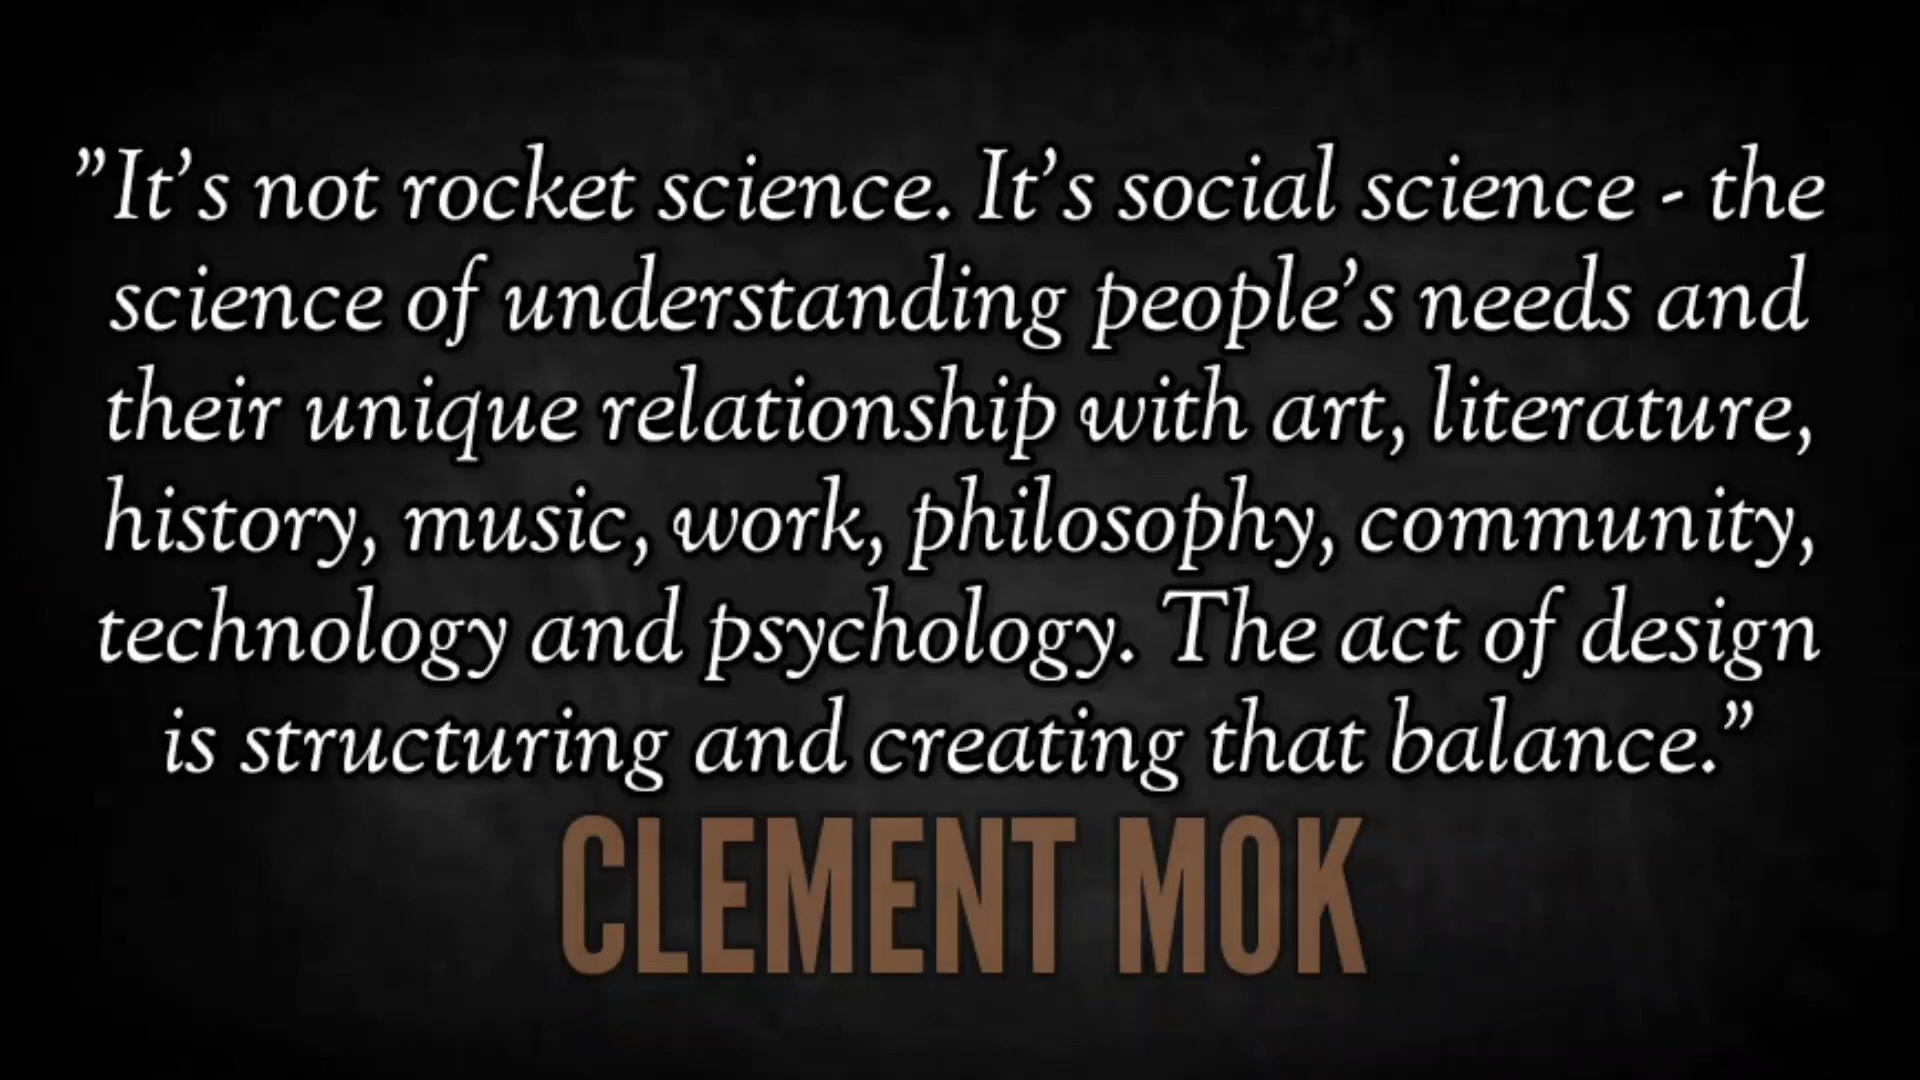 ”It’s not rocket science. It’s social science - the
science of understanding people’s needs and
their unique relationship with art, literature,
history, music, work, philosophy, community,
technology and psychology. The act of design
is structuring and creating that balance.”
CLEMENT MOK